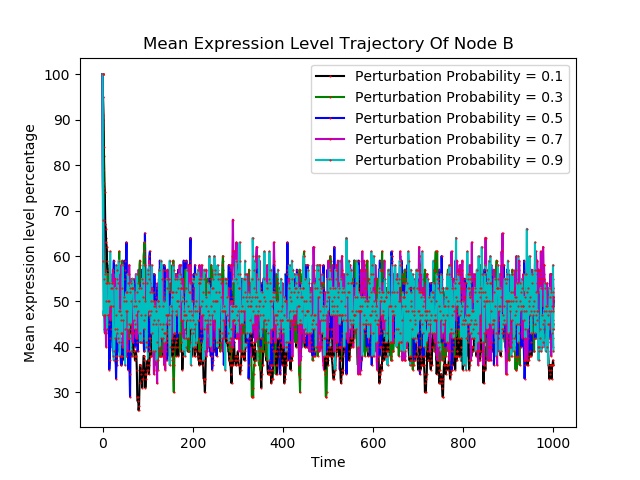 Mean Expression Level Trajectory Of Node B
Perturbation Probability = 0.1
Perturbation Probability = 0.3
Perturbation Probability = 0.5
Perturbation Probability = 0.7
Perturbation Probability = 0.9
Mean expression level percentage
100
90
80
70
60
50
40
30
0 200 400 600 800 1000
Time